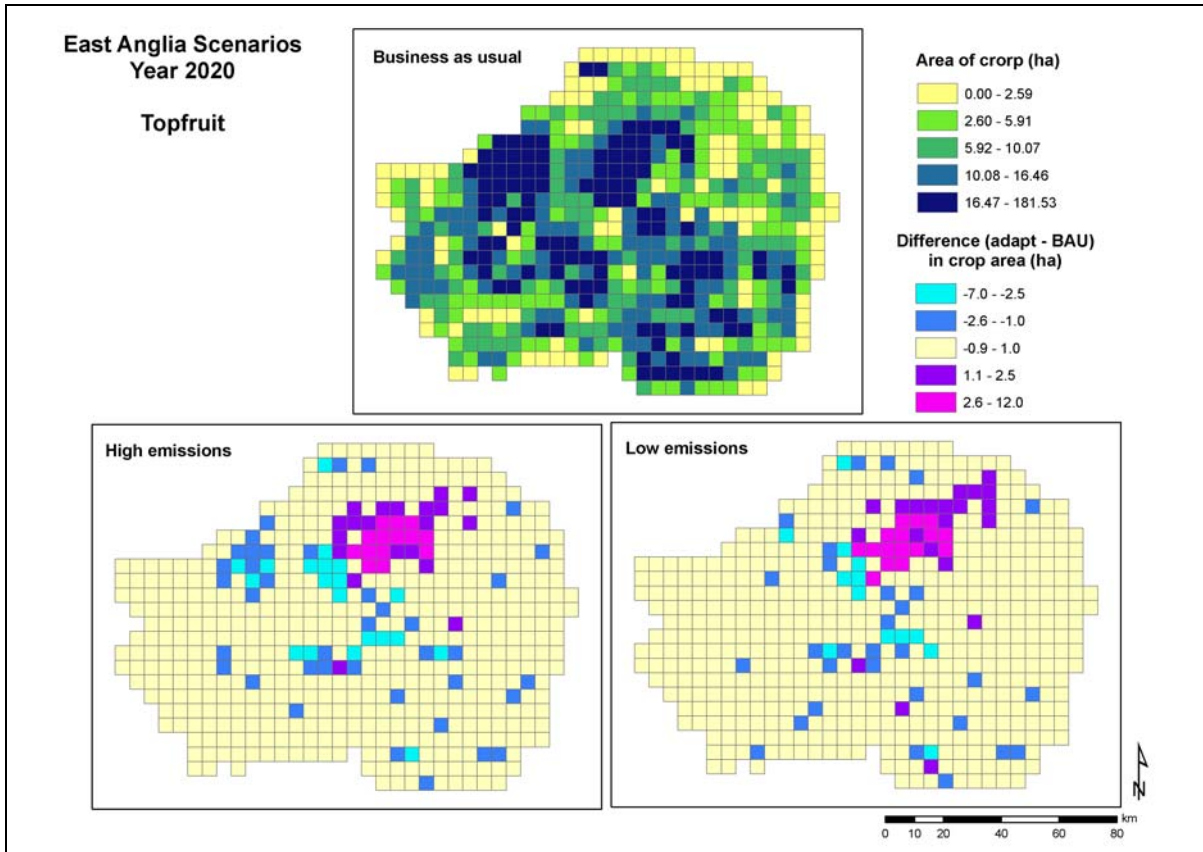 East Anglia Scenarios
Year 2020
Topfruit
Business as usual
Area of crorp (ha)
0.00 - 2.59
2.60 - 5.91
5.92 - 10.07
10.08 - 16.46
16.47 - 181.53
Difference (adapt - BAU)
in crop area (ha)
-7.0 - -2.5
-2.6 - -1.0
-0.9 - 1.0
1.1 - 2.5
2.6 - 12.0
High emissions
Low emissions
N
km
0 10 20 40 60 80